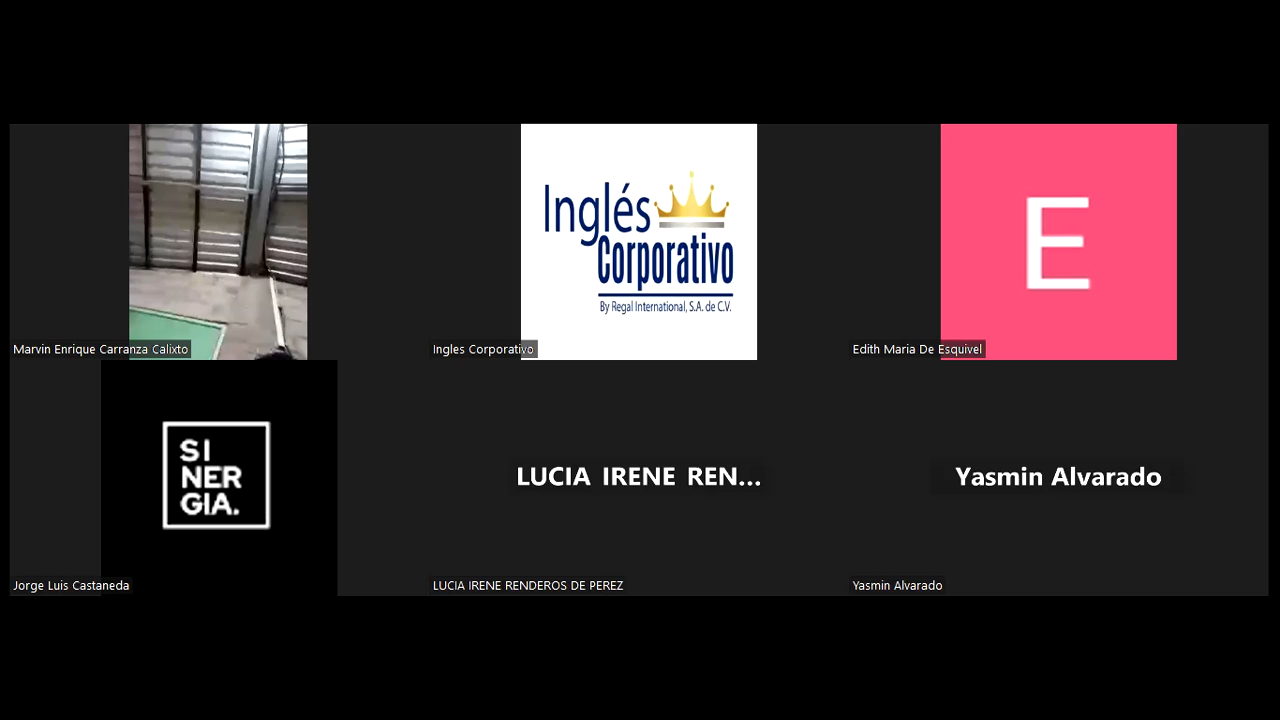 Inglés
Corporativo
By Regal International, S.A. de C.V.
E
Marvin Enrique Carranza Calixto
Ingles Corporativo
Edith Maria De Esquivel
SI
NER
GIA.
LUCIA IRENE REN...
Yasmin Alvarado
Jorge Luis Castaneda
LUCIA IRENE RENDEROS DE PEREZ
Yasmin Alvarado